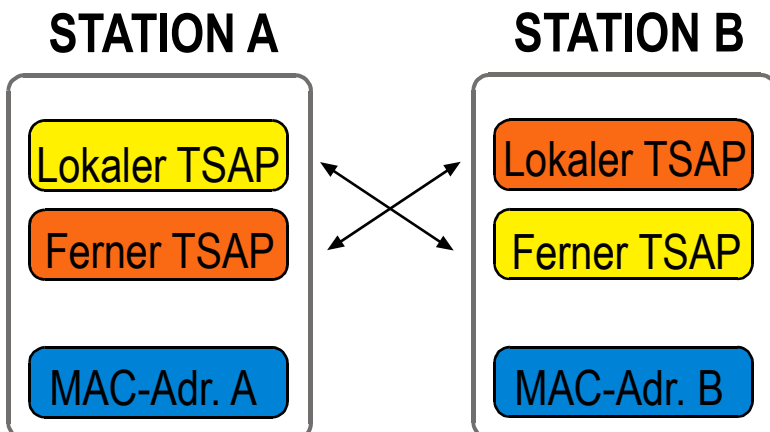 STATION A
STATION B
Lokaler TSAP
Lokaler TSAP
Ferner TSAP
Ferner TSAP
MAC-Adr. A
MAC-Adr. B